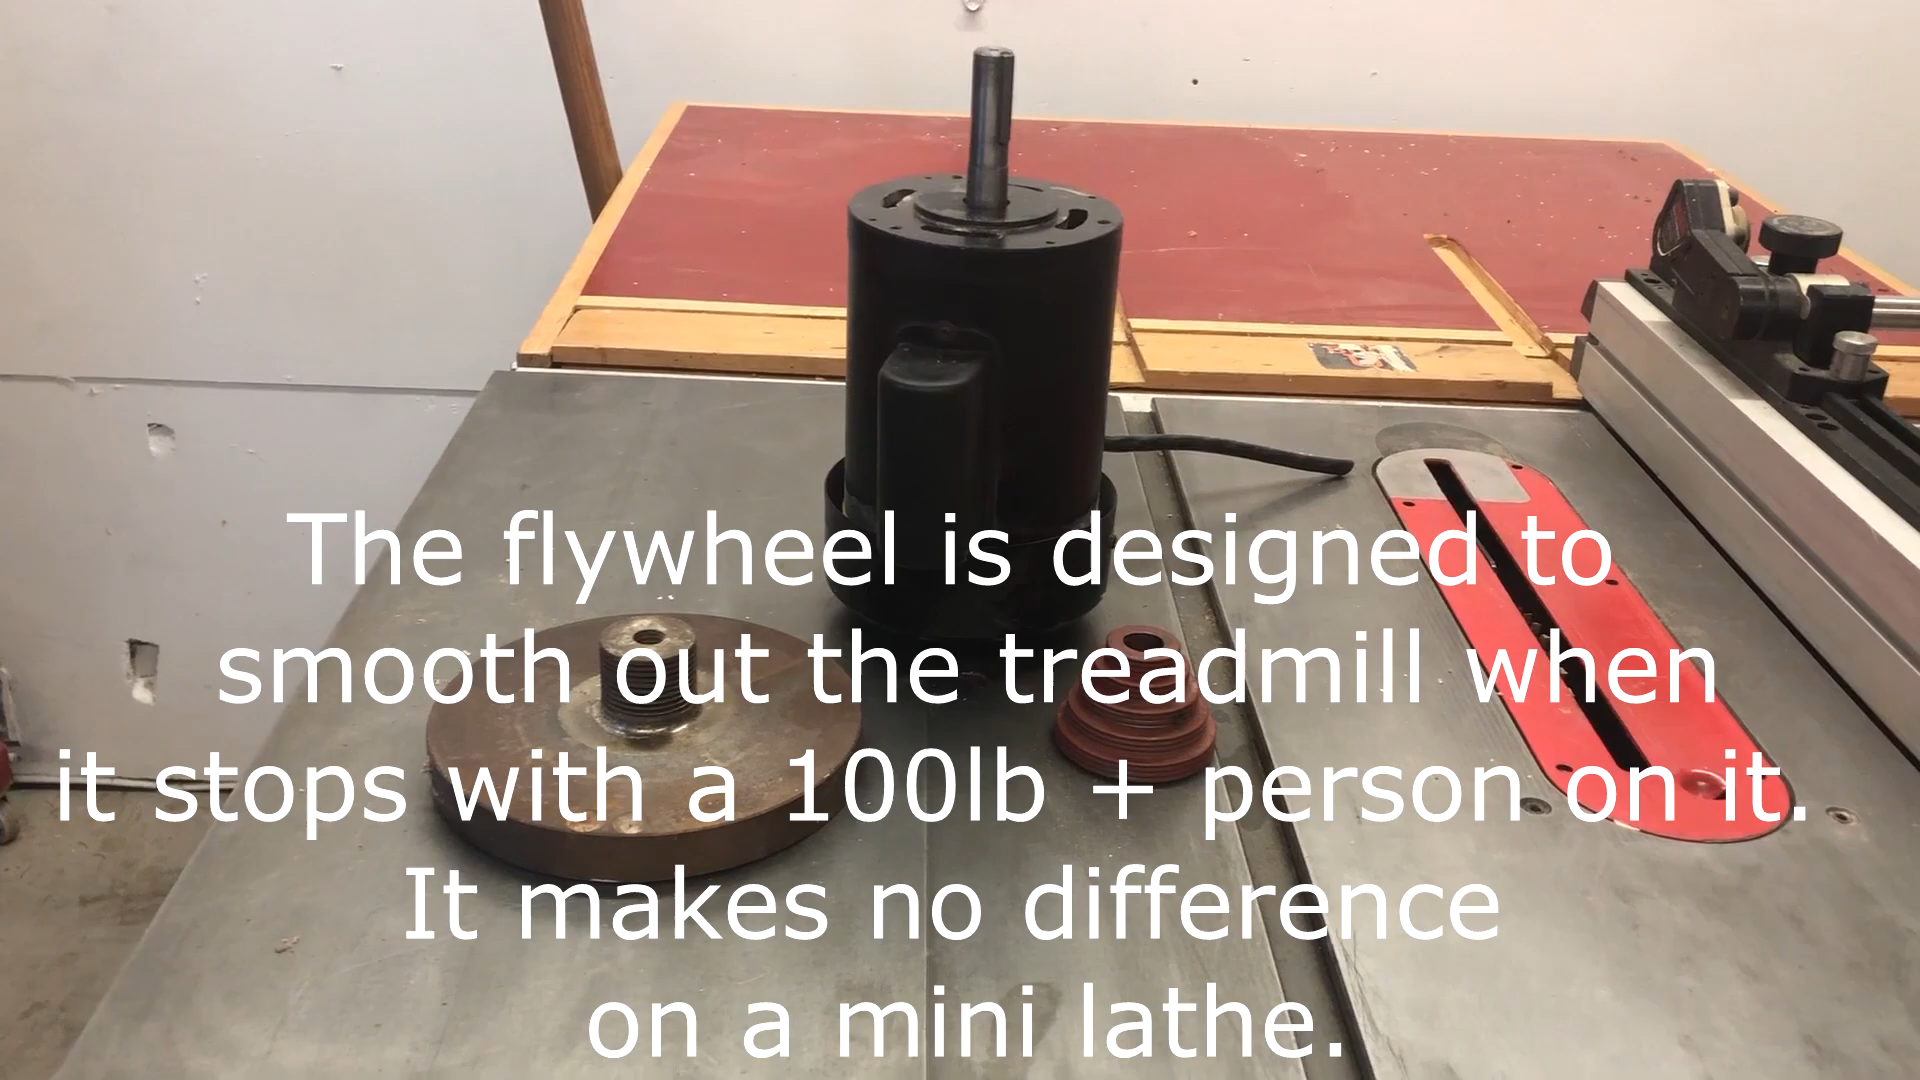 The flywheel is designed to
smooth out the treadmill when
it stops with a 100lb + person on it.
It makes no difference
on a mini lathe.